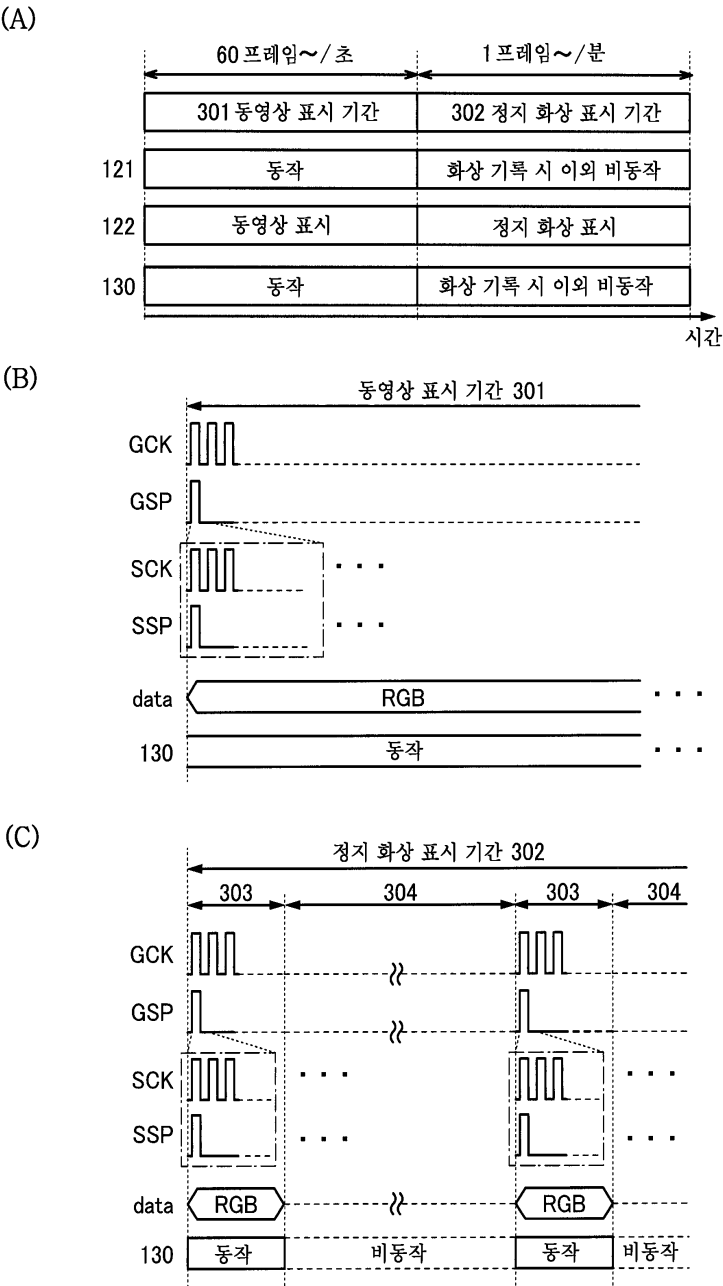 (A)
60 프레임~/초 1 프레임~/분
301 동영상 표시 기간 302 정지 화상 표시 기간
121 동작 화상 기록 시 이외 비동작
122 동영상 표시 정지 화상 표시
130 동작 화상 기록 시 이외 비동작
시간
(B)
동영상 표시 기간 301
GCK
GSP
SCK . . .
SSP . . .
data RGB . . .
130 동작 . . .
(C)
정지 화상 표시 기간 302
303 304 303 304
GCK
GSP
SCK . . . . . .
SSP . . . . . .
data RGB RGB
130 동작 비동작 동작 비동작